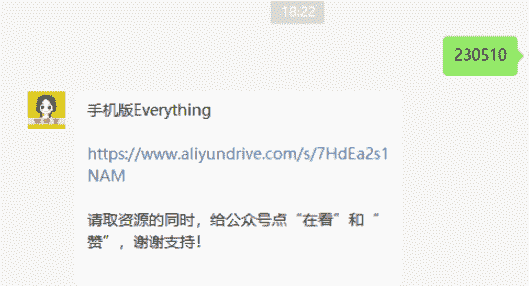 18:22
230510
手机版Everything
https://www.aliyundrive.com/s/7HdEa2s1
NAM
请取资源的同时，给公众号点“在看”和“
赞”，谢谢支持！